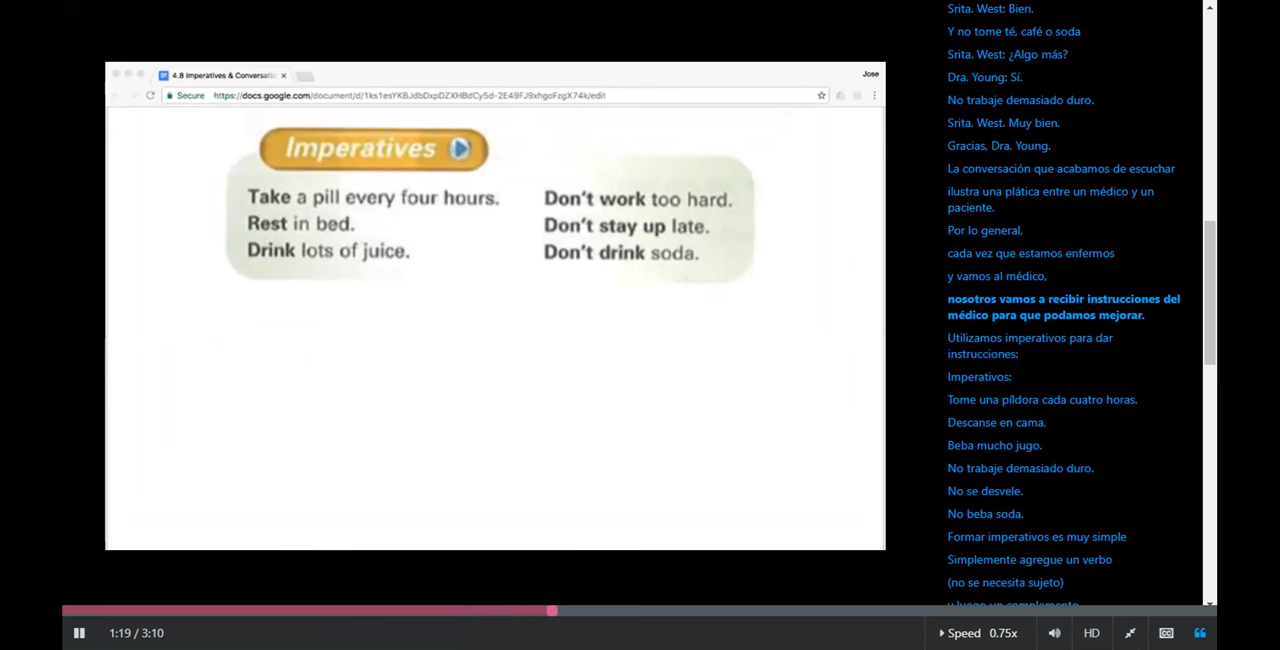 4.8 Imperatives & Conversati
Jose
Secure
https://docs.google.com/document/d/1ks1esYKBJdbDxpDZXHBdCy5d-2E49FJ9xhgoFzgX74k/edit
Imperatives
Take a pill every four hours.
Rest in bed.
Drink lots of juice.
Don't work too hard.
Don't stay up late.
Don't drink soda.
Srita. West: Bien.
Y no tome té, café o soda
Srita. West: ¿Algo más?
Dra. Young: Sí.
No trabaje demasiado duro.
Srita. West. Muy bien.
Gracias, Dra. Young.
La conversación que acabamos de escuchar
ilustra una plática entre un médico y un
paciente.
Por lo general,
cada vez que estamos enfermos
y vamos al médico,
nosotros vamos a recibir instrucciones del
médico para que podamos mejorar.
Utilizamos imperativos para dar
instrucciones:
Imperativos:
Tome una píldora cada cuatro horas.
Descanse en cama.
Beba mucho jugo.
No trabaje demasiado duro.
No se desvele.
No beba soda.
Formar imperativos es muy simple
Simplemente agregue un verbo
(no se necesita sujeto)
y luego un complemento
1:19 / 3:10
Speed 0.75x
HD
CC